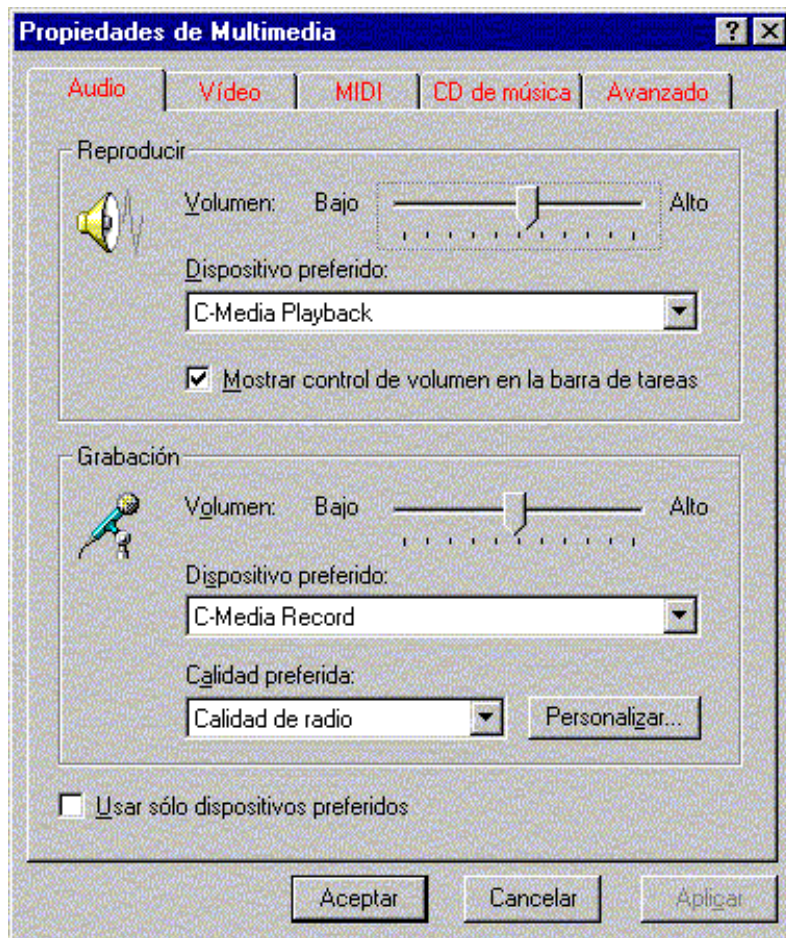 Propiedades de Multimedia
Audio Vídeo MIDI CD de música Avanzado
Reproducir
Volumen: Bajo Alto
Dispositivo preferido:
C-Media Playback
Mostrar control de volumen en la barra de tareas
Grabación
Volumen: Bajo Alto
Dispositivo preferido:
C-Media Record
Calidad preferida:
Calidad de radio Personalizar...
Usar sólo dispositivos preferidos
Aceptar Cancelar Aplicar